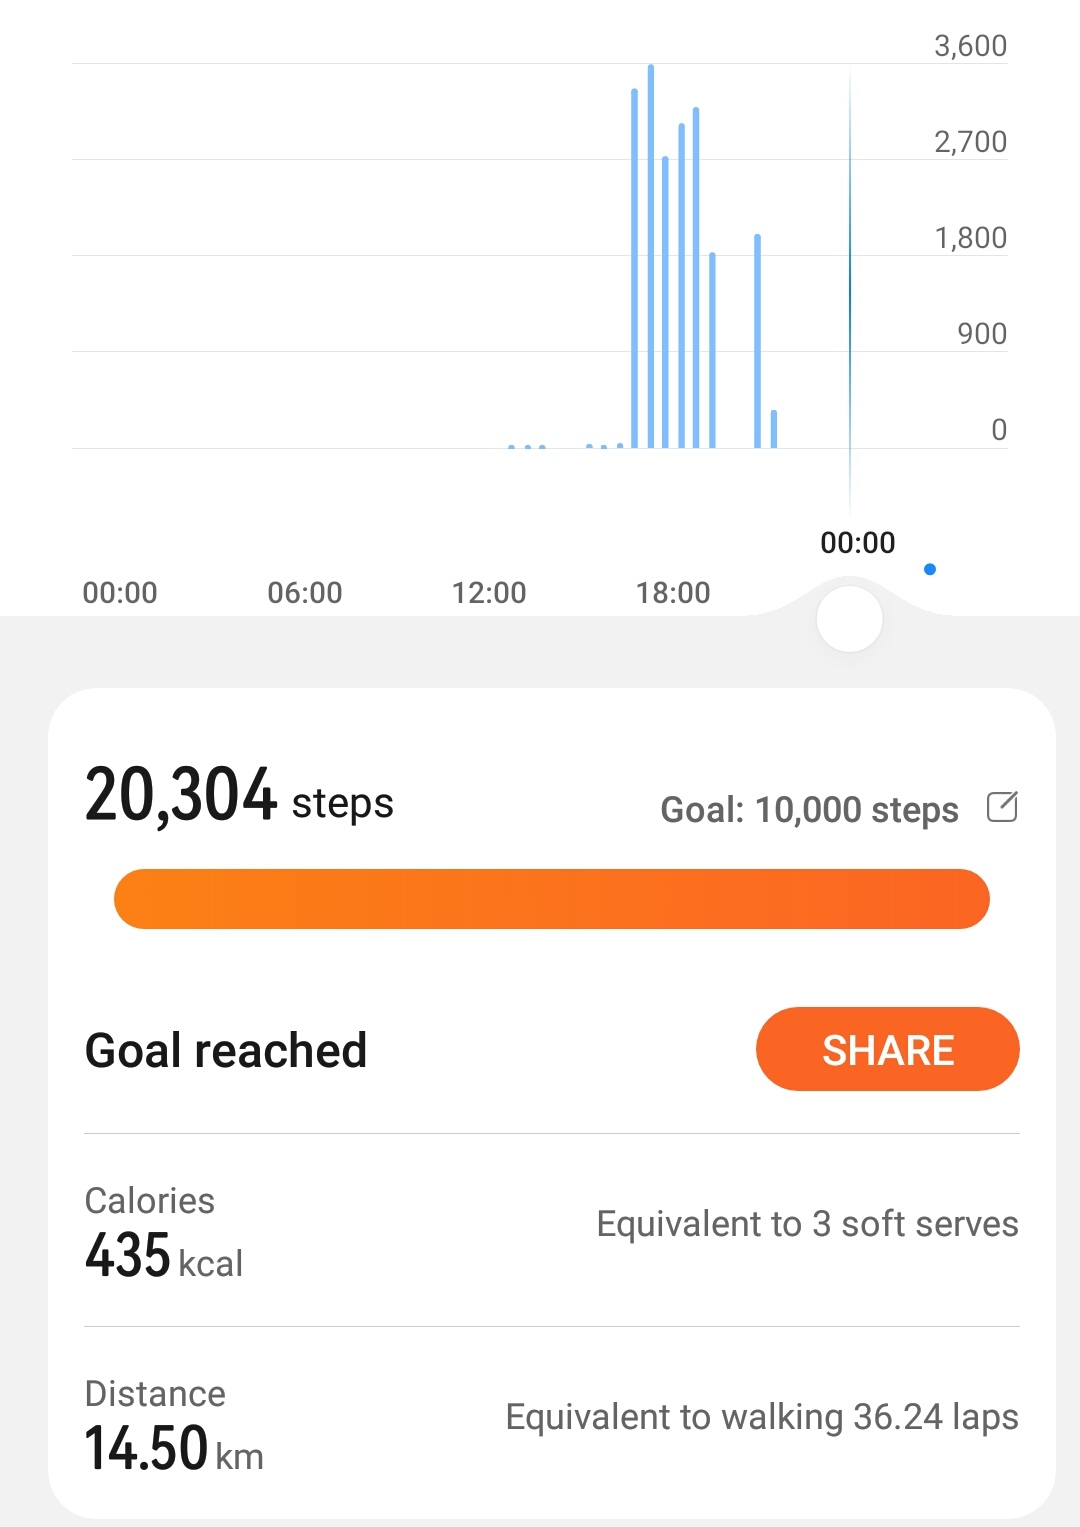 3,600
2,700
1,800
900
0
00:00
00:00 06:00 12:00 18:00
20,304 steps
Goal: 10,000 steps
Goal reached
SHARE
Calories
435 kcal
Equivalent to 3 soft serves
Distance
14.50 km
Equivalent to walking 36.24 laps